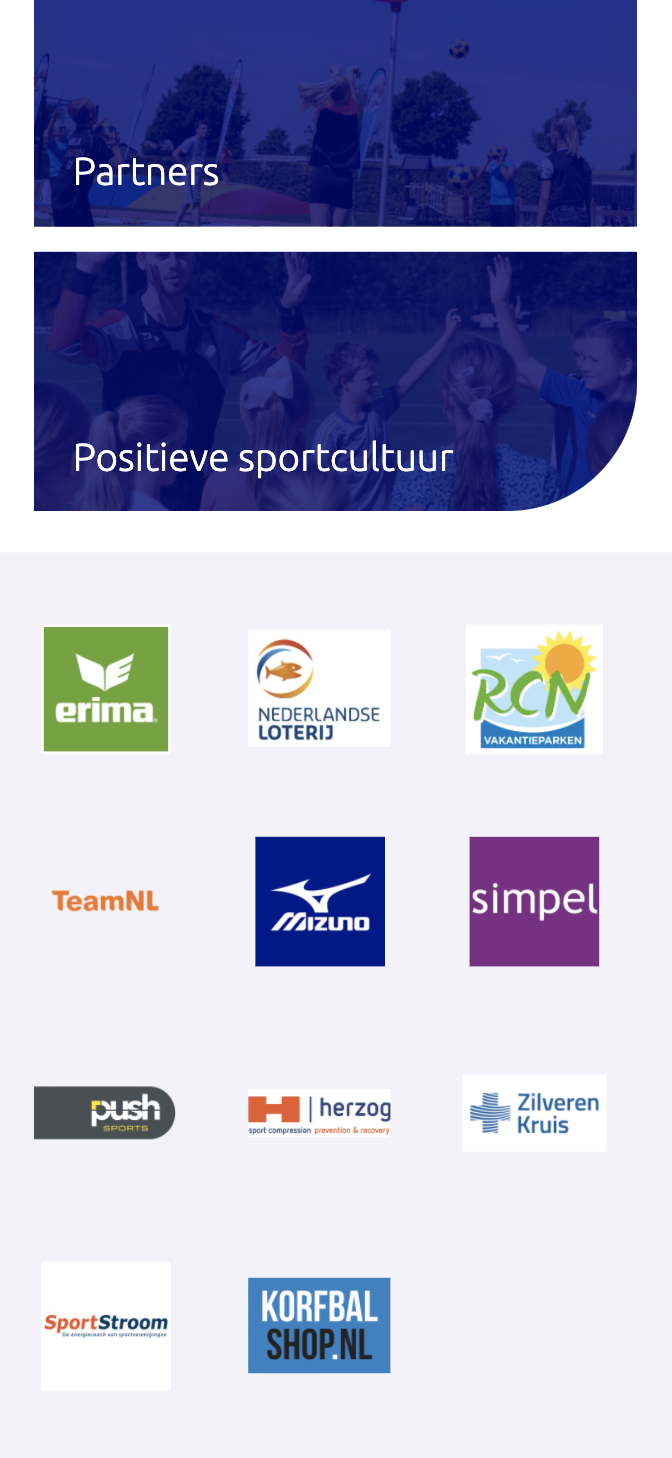 Partners
Positieve sportcultuur
erima
NEDERLANDSE
LOTERIJ
RCN
VAKANTIEPARKEN
TeamNL
MIZUNO
simpel
push
SPORTS
herzog
sport compression prevention & recovery
Zilveren
Kruis
SportStroom
De energiecoach van sportverenigingen
KORFBAL
SHOP.NL